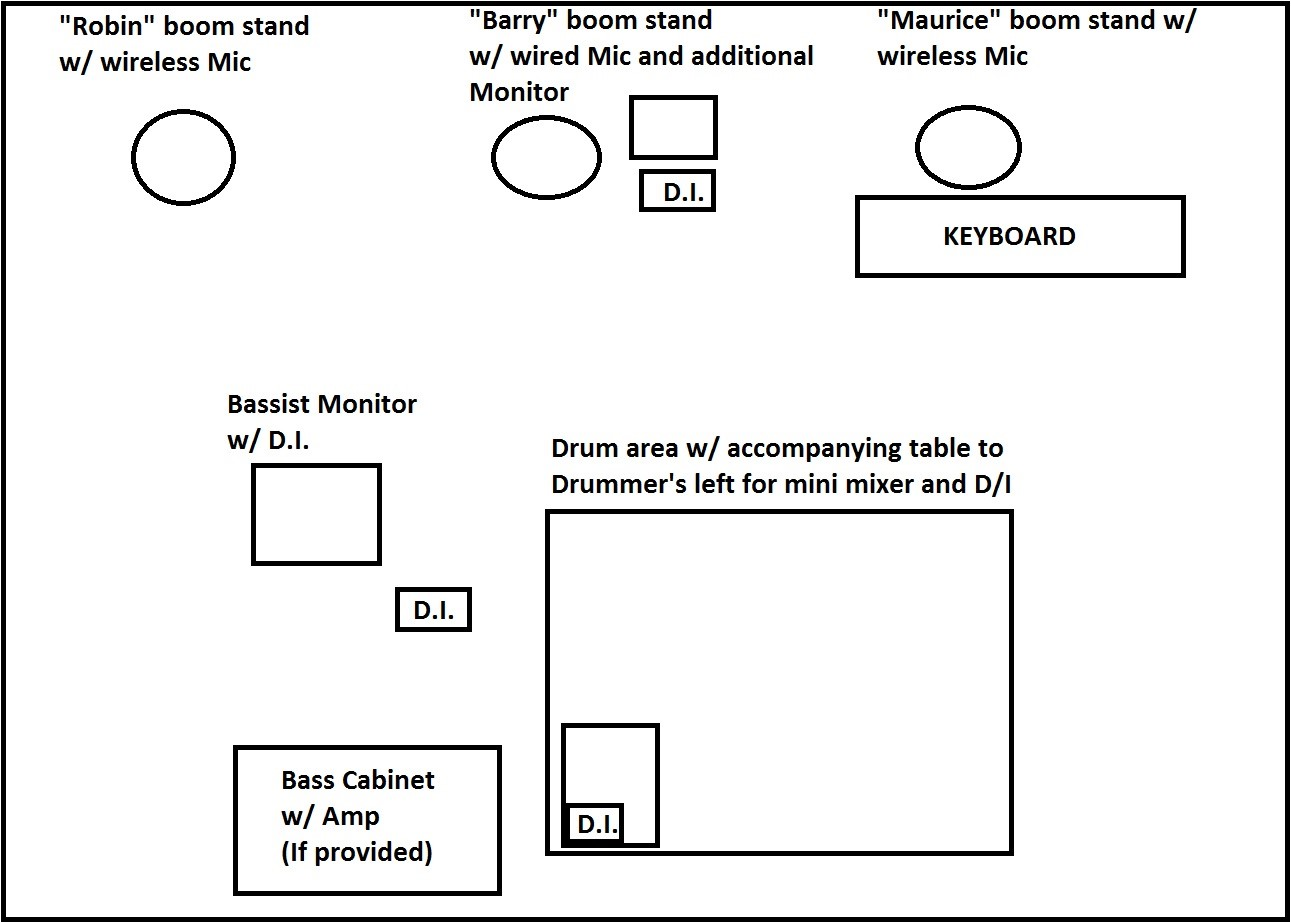 "Robin" boom stand
w/ wireless Mic
"Barry" boom stand
w/ wired Mic and additional
Monitor
"Maurice" boom stand w/
wireless Mic
D.I.
KEYBOARD
Bassist Monitor
w/ D.I.
D.I.
Drum area w/ accompanying table to
Drummer's left for mini mixer and D/I
D.I.
Bass Cabinet
w/ Amp
(If provided)